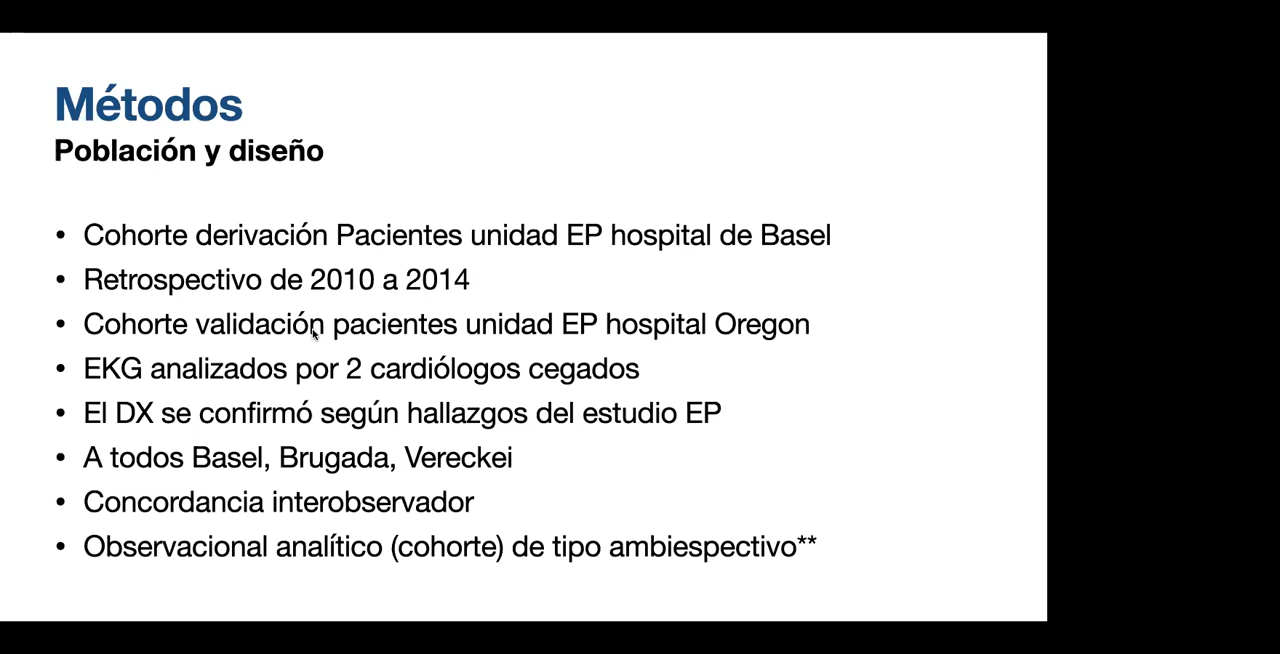 Métodos
Población y diseño
• Cohorte derivación Pacientes unidad EP hospital de Basel
• Retrospectivo de 2010 a 2014
• Cohorte validación pacientes unidad EP hospital Oregon
• EKG analizados por 2 cardiólogos cegados
• El DX se confirmó según hallazgos del estudio EP
• A todos Basel, Brugada, Vereckei
• Concordancia interobservador
• Observacional analítico (cohorte) de tipo ambiespectivo**